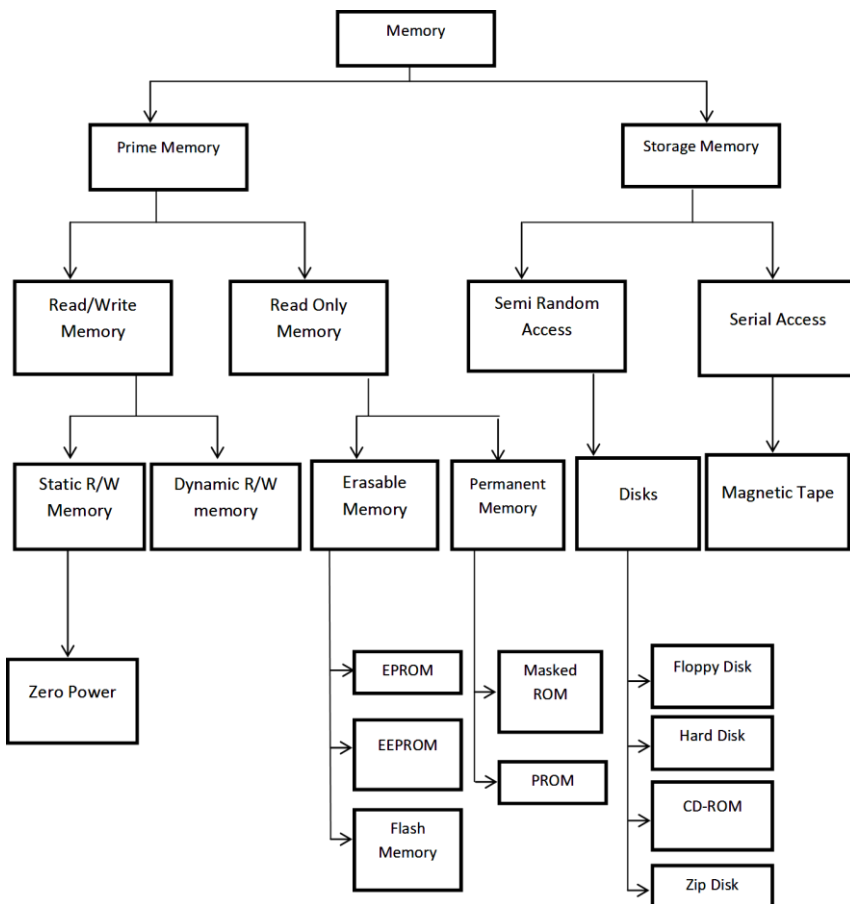 Memory
Prime Memory
Storage Memory
Read/Write
Memory
Read Only
Memory
Semi Random
Access
Serial Access
Static R/W
Memory
Dynamic R/W
memory
Erasable
Memory
Permanent
Memory
Disks
Magnetic Tape
Zero Power
EPROM
EEPROM
Flash
Memory
Masked
ROM
PROM
Floppy Disk
Hard Disk
CD-ROM
Zip Disk